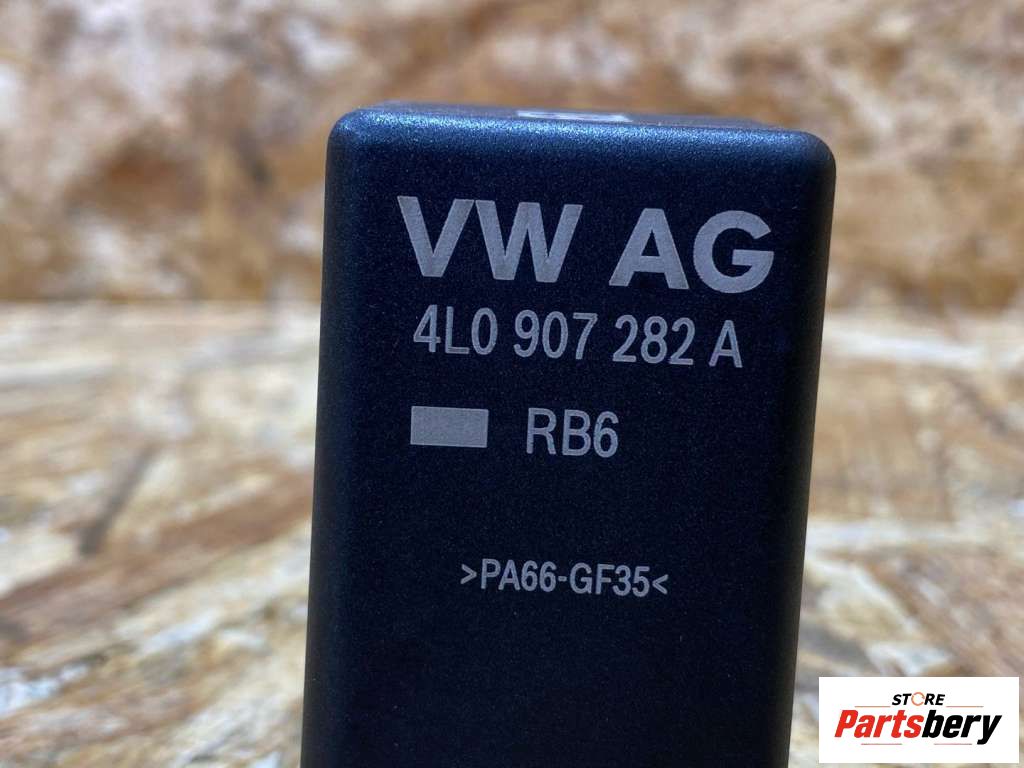 VW AG
4L0 907 282 A
RB6
>PA66-GF35<
STORE
Partsbery